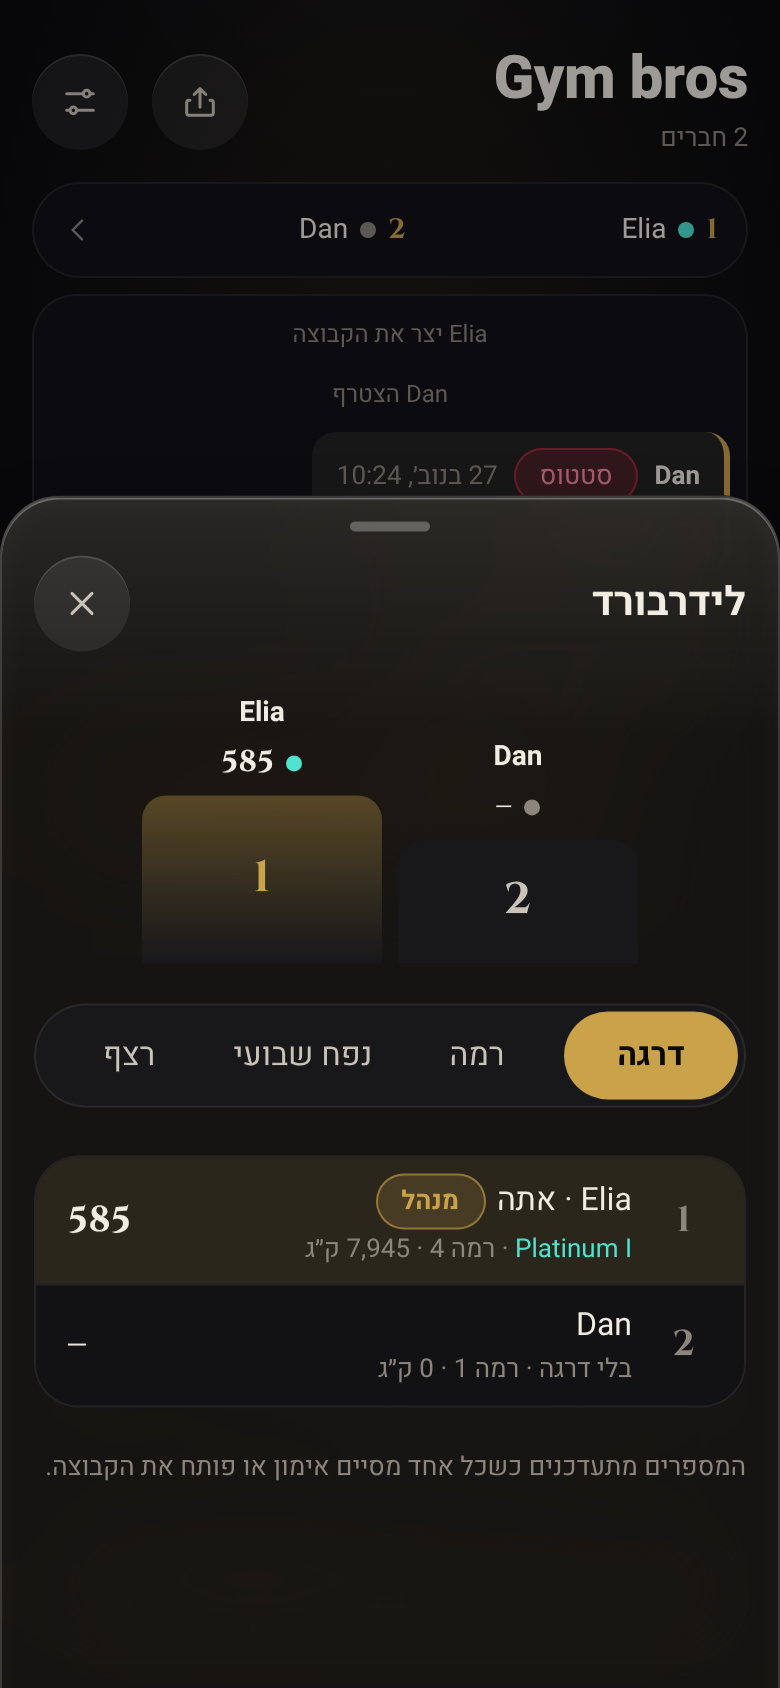 Gym bros
2 חברים
1 Elia 2 Dan
Elia יצר את הקבוצה
Dan הצטרף
Dan סטטוס 27 בנוב׳, 10:24
לידרבורד
Elia
585
Dan
–
1
2
דרגה רמה נפח שבועי רצף
1 Elia · אתה מנהל 585
Platinum I · רמה 4 · 7,945 ק״ג
2 Dan –
בלי דרגה · רמה 1 · 0 ק״ג
המספרים מתעדכנים כשכל אחד מסיים אימון או פותח את הקבוצה.